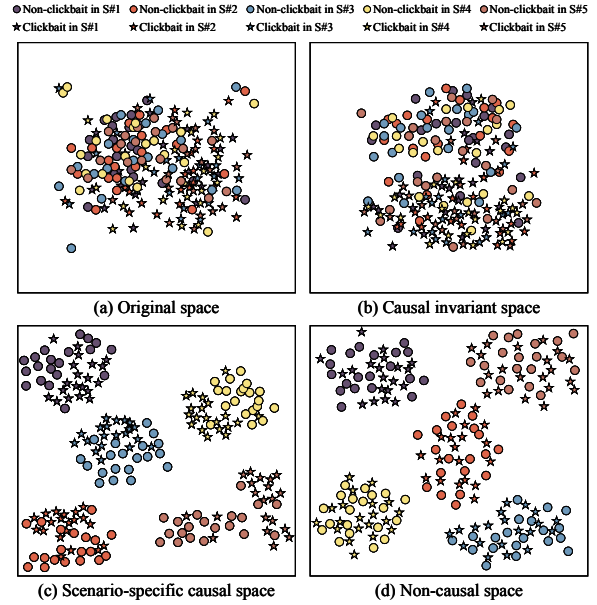 Non-clickbait in S#1 Non-clickbait in S#2 Non-clickbait in S#3 Non-clickbait in S#4 Non-clickbait in S#5
Clickbait in S#1 Clickbait in S#2 Clickbait in S#3 Clickbait in S#4 Clickbait in S#5
(a) Original space (b) Causal invariant space
(c) Scenario-specific causal space (d) Non-causal space